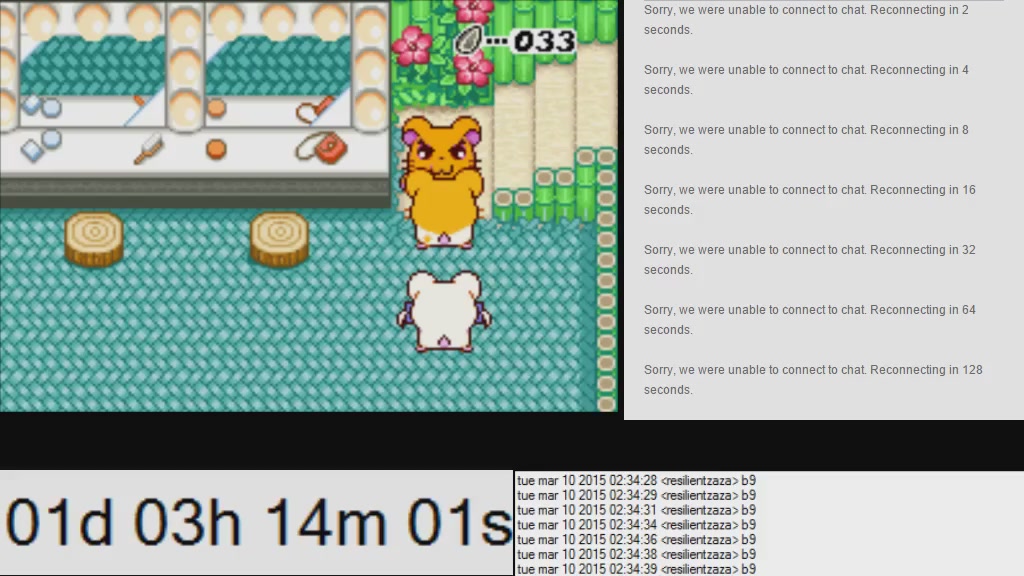 033
Sorry, we were unable to connect to chat. Reconnecting in 2
seconds.
Sorry, we were unable to connect to chat. Reconnecting in 4
seconds.
Sorry, we were unable to connect to chat. Reconnecting in 8
seconds.
Sorry, we were unable to connect to chat. Reconnecting in 16
seconds.
Sorry, we were unable to connect to chat. Reconnecting in 32
seconds.
Sorry, we were unable to connect to chat. Reconnecting in 64
seconds.
Sorry, we were unable to connect to chat. Reconnecting in 128
seconds.
01d 03h 14m 01s
tue mar 10 2015 02:34:28 <resilientzaza> b9
tue mar 10 2015 02:34:29 <resilientzaza> b9
tue mar 10 2015 02:34:31 <resilientzaza> b9
tue mar 10 2015 02:34:34 <resilientzaza> b9
tue mar 10 2015 02:34:36 <resilientzaza> b9
tue mar 10 2015 02:34:38 <resilientzaza> b9
tue mar 10 2015 02:34:39 <resilientzaza> b9